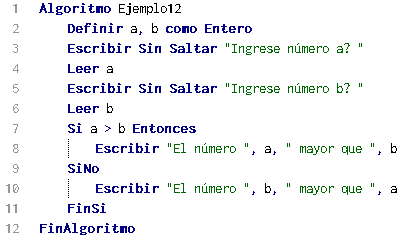 1 Algoritmo Ejemplo12
2 Definir a, b como Entero
3 Escribir Sin Saltar "Ingrese número a? "
4 Leer a
5 Escribir Sin Saltar "Ingrese número b? "
6 Leer b
7 Si a > b Entonces
8 Escribir "El número ", a, " mayor que ", b
9 SiNo
10 Escribir "El número ", b, " mayor que ", a
11 FinSi
12 FinAlgoritmo